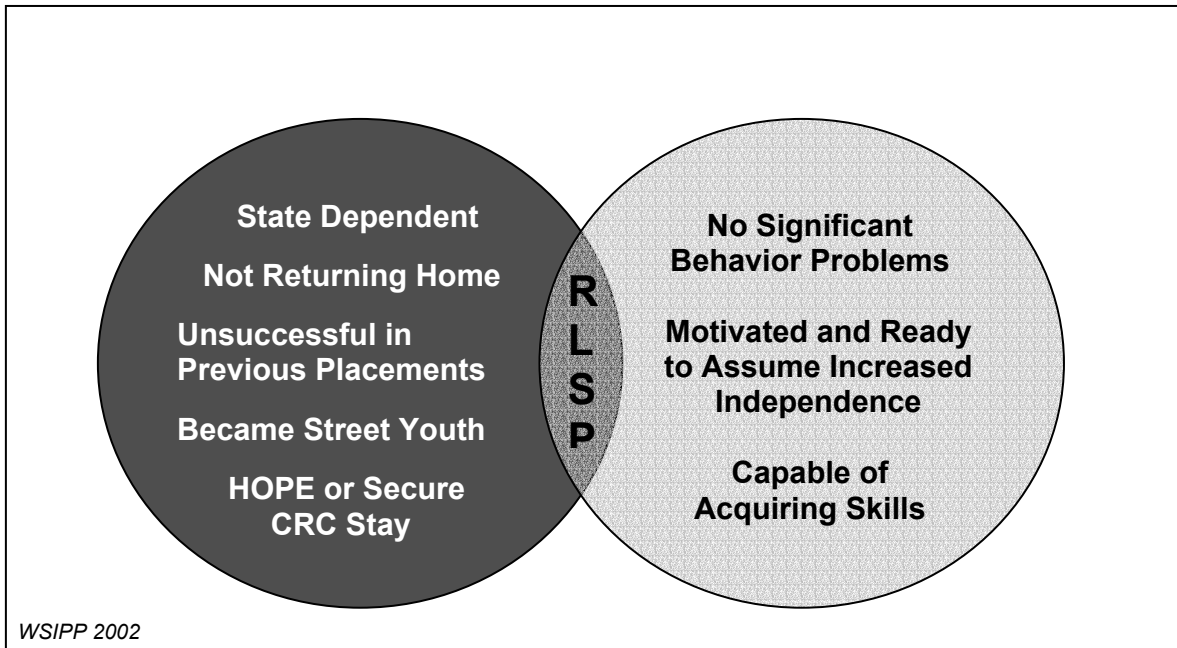 State Dependent
Not Returning Home
Unsuccessful in
Previous Placements
Became Street Youth
HOPE or Secure
CRC Stay
R
L
S
P
No Significant
Behavior Problems
Motivated and Ready
to Assume Increased
Independence
Capable of
Acquiring Skills
WSIPP 2002